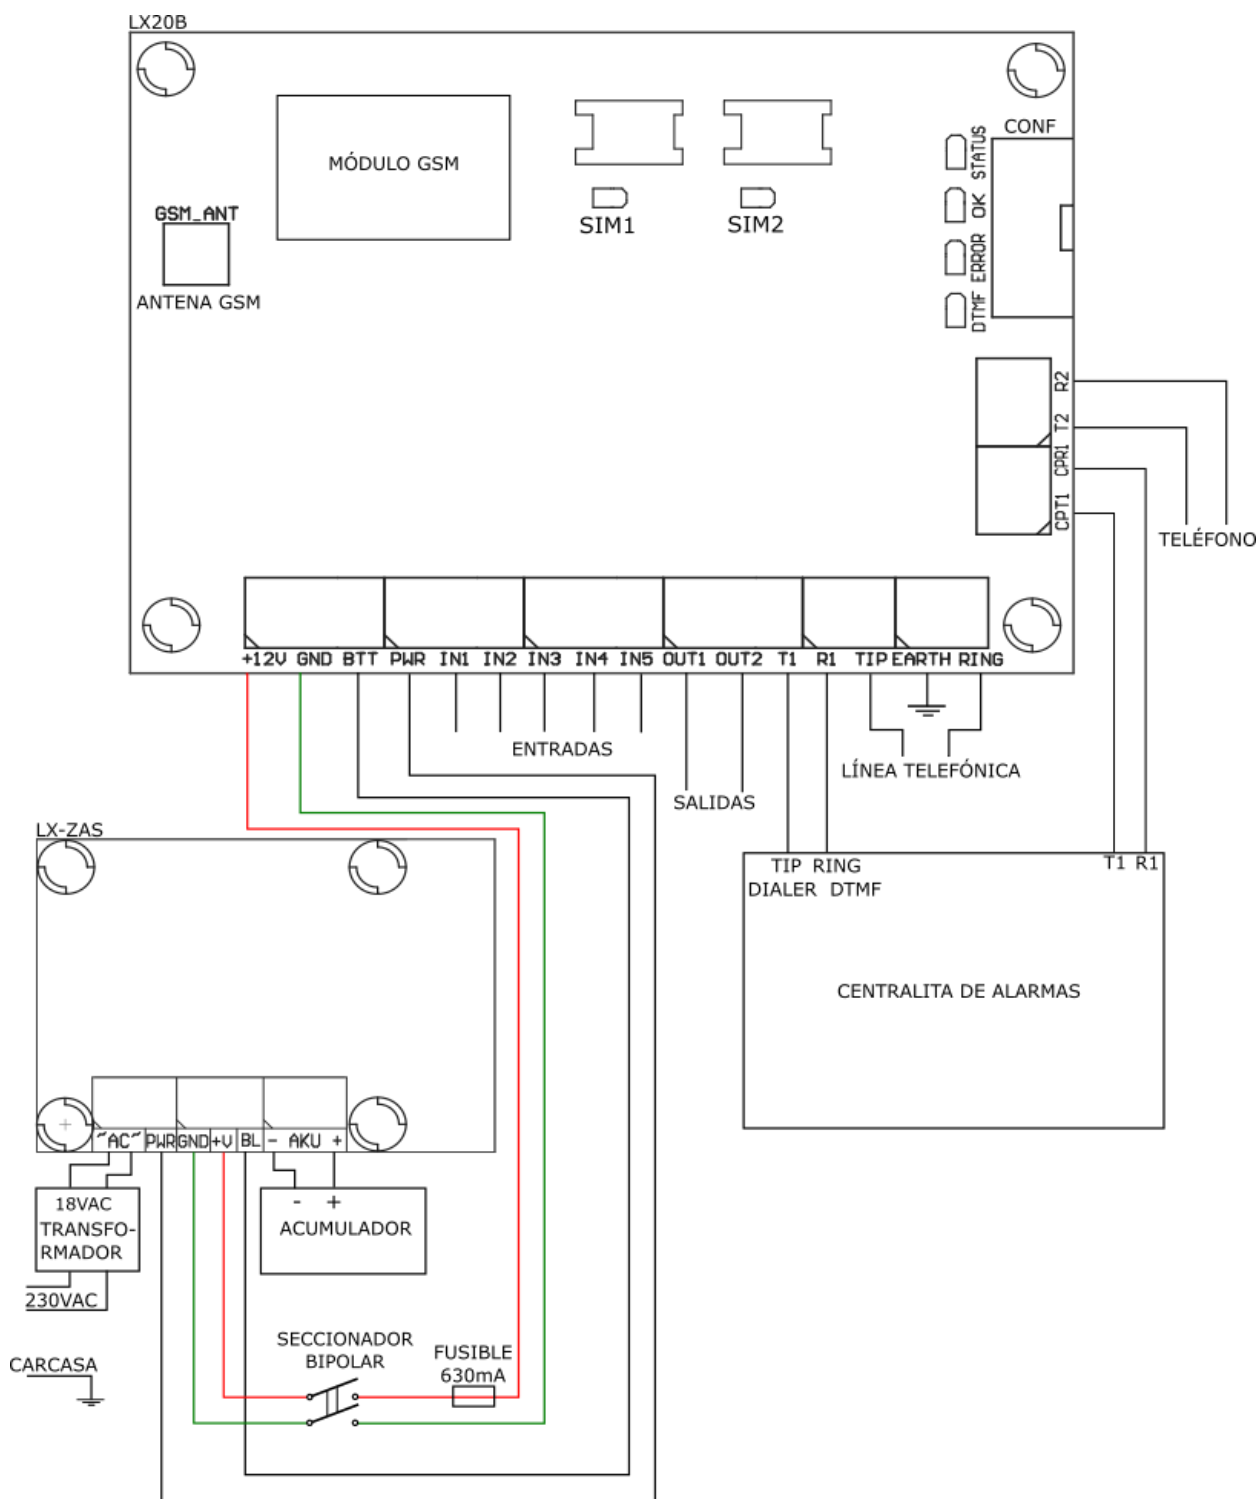 LX20B
CONF
MÓDULO GSM
STATUS
OK
ERROR
DTMF
SIM1
SIM2
GSM_ANT
ANTENA GSM
R2
T2
CPR1
CPT1
TELÉFONO
+12V GND BTT PWR IN1 IN2 IN3 IN4 IN5 OUT1 OUT2 T1 R1 TIP EARTH RING
ENTRADAS
SALIDAS
LÍNEA TELEFÓNICA
LX-ZAS
TIP RING
DIALER DTMF
T1 R1
CENTRALITA DE ALARMAS
~AC~ PWR GND +V BL - AKU +
18VAC
TRANSFO-
RMADOR
230VAC
- +
ACUMULADOR
SECCIONADOR
BIPOLAR
FUSIBLE
630mA
CARCASA